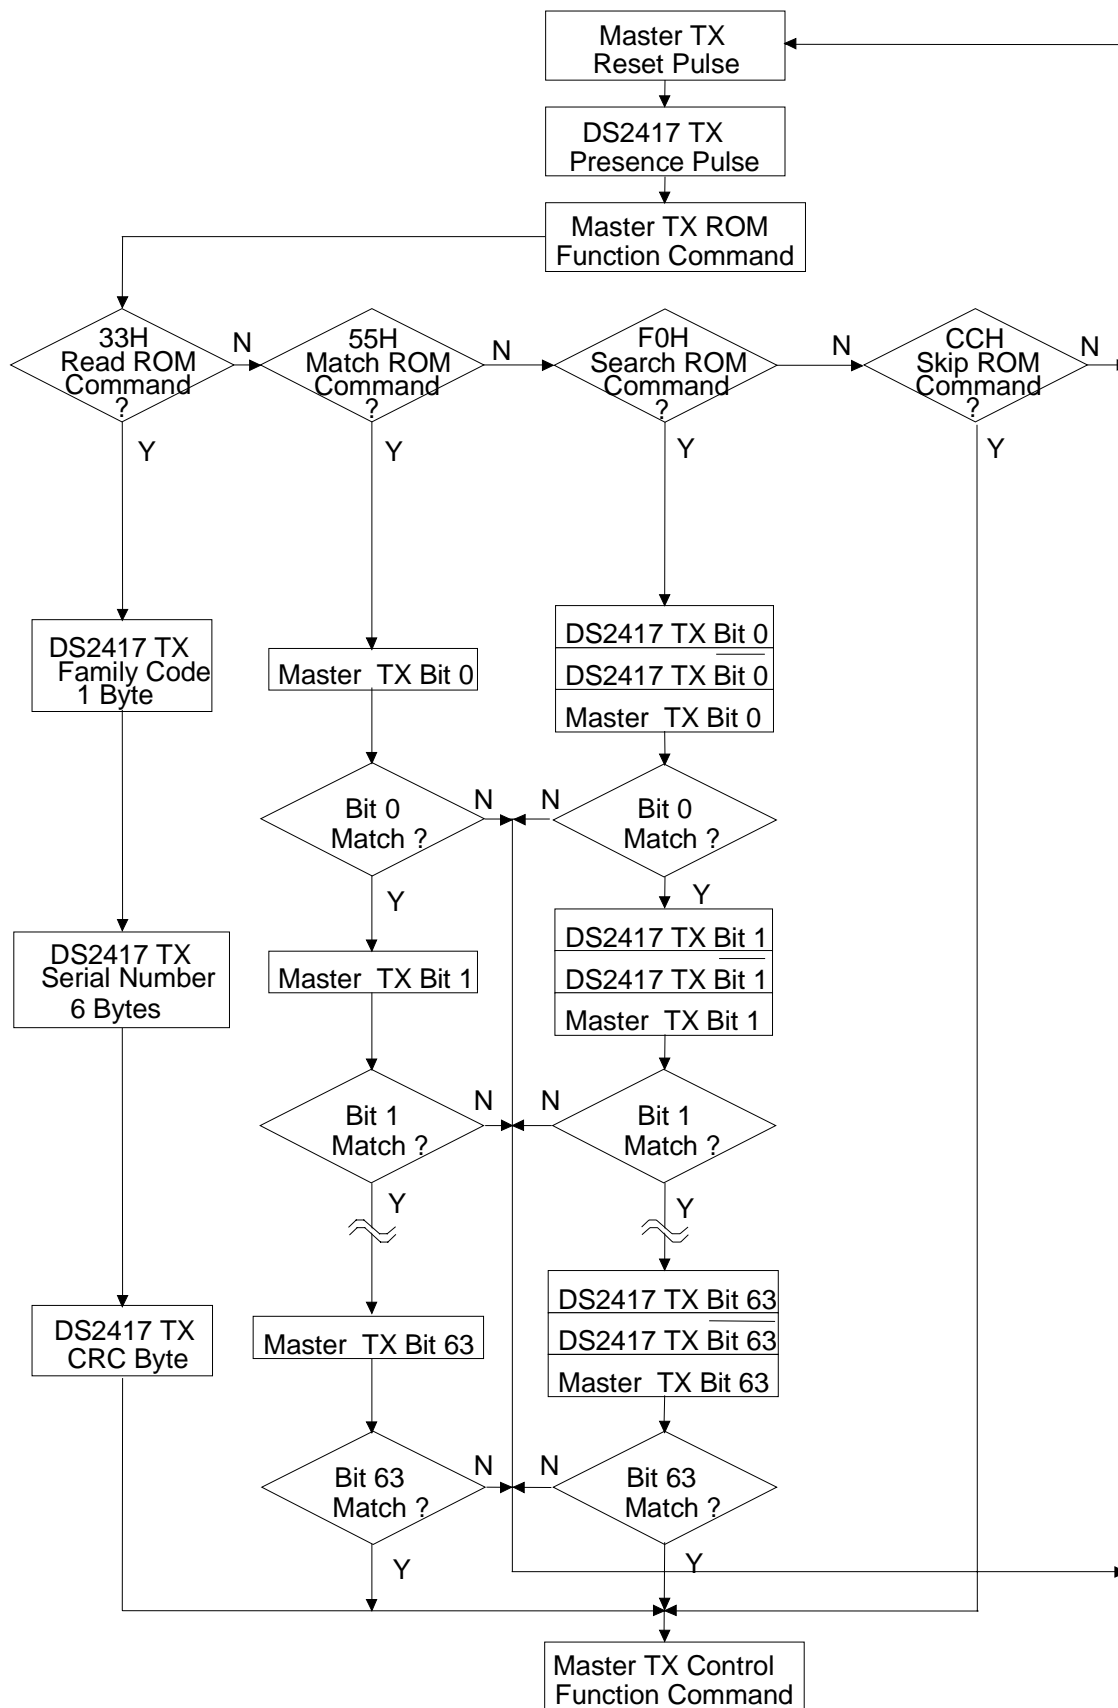 Master TX
Reset Pulse
DS2417 TX
Presence Pulse
Master TX ROM
Function Command
33H
Read ROM
Command
?
N
Y
55H
Match ROM
Command
?
N
Y
F0H
Search ROM
Command
?
N
Y
CCH
Skip ROM
Command
?
N
Y
DS2417 TX
Family Code
1 Byte
DS2417 TX
Serial Number
6 Bytes
DS2417 TX
CRC Byte
Master TX Bit 0
Bit 0
Match ?
N
Y
Master TX Bit 1
Bit 1
Match ?
N
Y
Master TX Bit 63
Bit 63
Match ?
N
Y
DS2417 TX Bit 0
DS2417 TX B̅i̅t̅ ̅0̅
Master TX Bit 0
Bit 0
Match ?
N
Y
DS2417 TX Bit 1
DS2417 TX B̅i̅t̅ ̅1̅
Master TX Bit 1
Bit 1
Match ?
N
Y
DS2417 TX Bit 63
DS2417 TX B̅i̅t̅ ̅6̅3̅
Master TX Bit 63
Bit 63
Match ?
N
Y
Master TX Control
Function Command